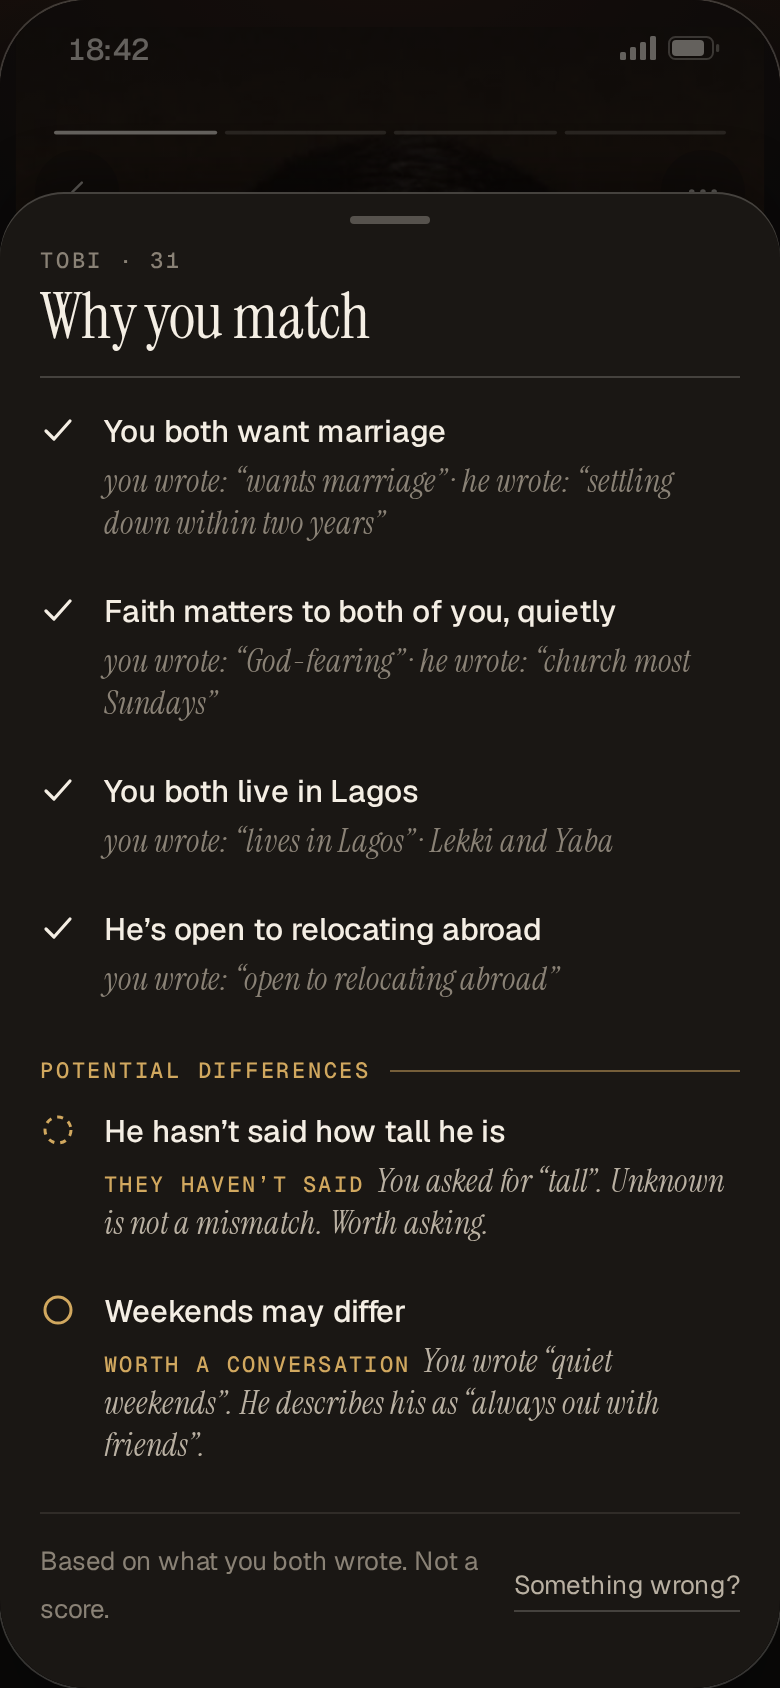 18:42
TOBI · 31
Why you match
You both want marriage
you wrote: “wants marriage” · he wrote: “settling
down within two years”
Faith matters to both of you, quietly
you wrote: “God-fearing” · he wrote: “church most
Sundays”
You both live in Lagos
you wrote: “lives in Lagos” · Lekki and Yaba
He’s open to relocating abroad
you wrote: “open to relocating abroad”
POTENTIAL DIFFERENCES
He hasn’t said how tall he is
THEY HAVEN’T SAID You asked for “tall”. Unknown
is not a mismatch. Worth asking.
Weekends may differ
WORTH A CONVERSATION You wrote “quiet
weekends”. He describes his as “always out with
friends”.
Based on what you both wrote. Not a
score.
Something wrong?